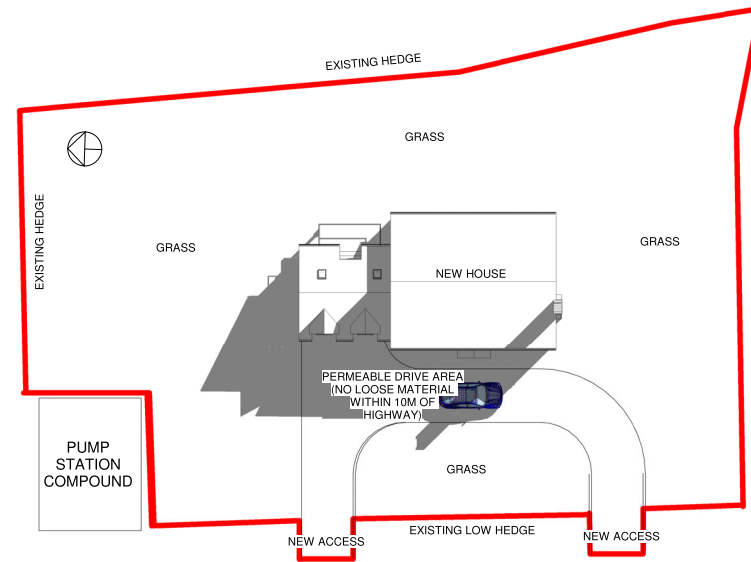 EXISTING HEDGE
GRASS
EXISTING HEDGE
GRASS
GRASS
NEW HOUSE
PERMEABLE DRIVE AREA
(NO LOOSE MATERIAL
WITHIN 10M OF
HIGHWAY)
PUMP
STATION
COMPOUND
GRASS
EXISTING LOW HEDGE
NEW ACCESS
NEW ACCESS